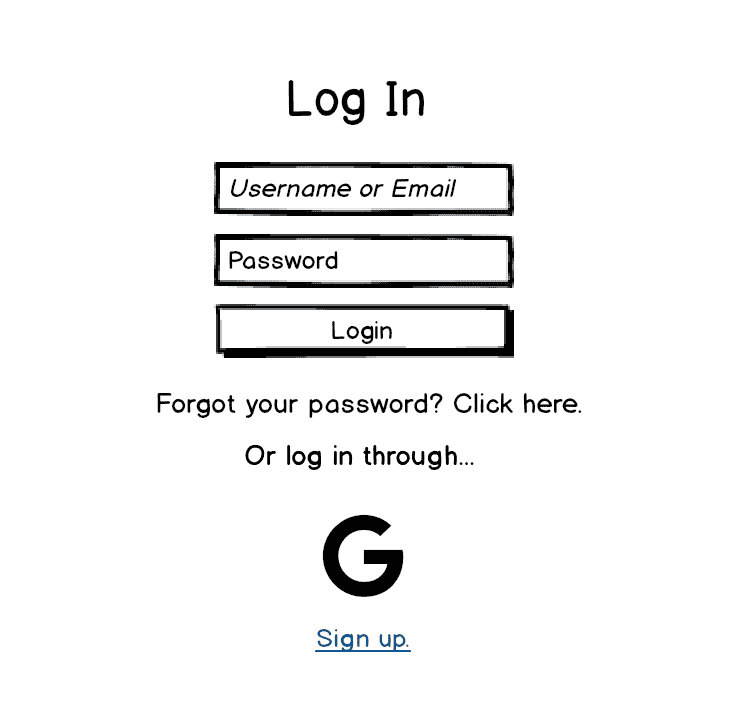 Log In
Username or Email
Password
Login
Forgot your password? Click here.
Or log in through...
G
Sign up.